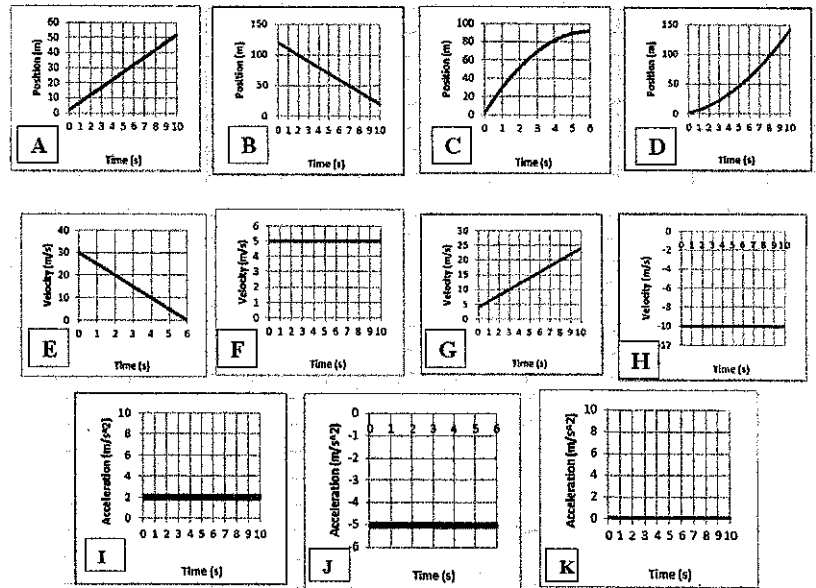 Position (m)
60
50
40
30
20
10
0
0 1 2 3 4 5 6 7 8 9 10
A
Time (s)
Position (m)
150
100
50
0
0 1 2 3 4 5 6 7 8 9 10
B
Time (s)
Position (m)
100
80
60
40
20
0
0 1 2 3 4 5 6
C
Time (s)
Position (m)
150
100
50
0
0 1 2 3 4 5 6 7 8 9 10
D
Time (s)
Velocity (m/s)
40
30
20
10
0
0 1 2 3 4 5 6
E
Time (s)
Velocity (m/s)
6
5
4
3
2
1
0
0 1 2 3 4 5 6 7 8 9 10
F
Time (s)
Velocity (m/s)
30
25
20
15
10
5
0
0 1 2 3 4 5 6 7 8 9 10
G
Time (s)
Velocity (m/s)
0
0 1 2 3 4 5 6 7 8 9 10
-2
-4
-6
-8
-10
-12
H
Time (s)
Acceleration (m/s^2)
10
8
6
4
2
0
0 1 2 3 4 5 6 7 8 9 10
I
Time (s)
Acceleration (m/s^2)
0
0 1 2 3 4 5 6
-1
-2
-3
-4
-5
-6
J
Time (s)
Acceleration (m/s^2)
10
8
6
4
2
0
0 1 2 3 4 5 6 7 8 9 10
K
Time (s)